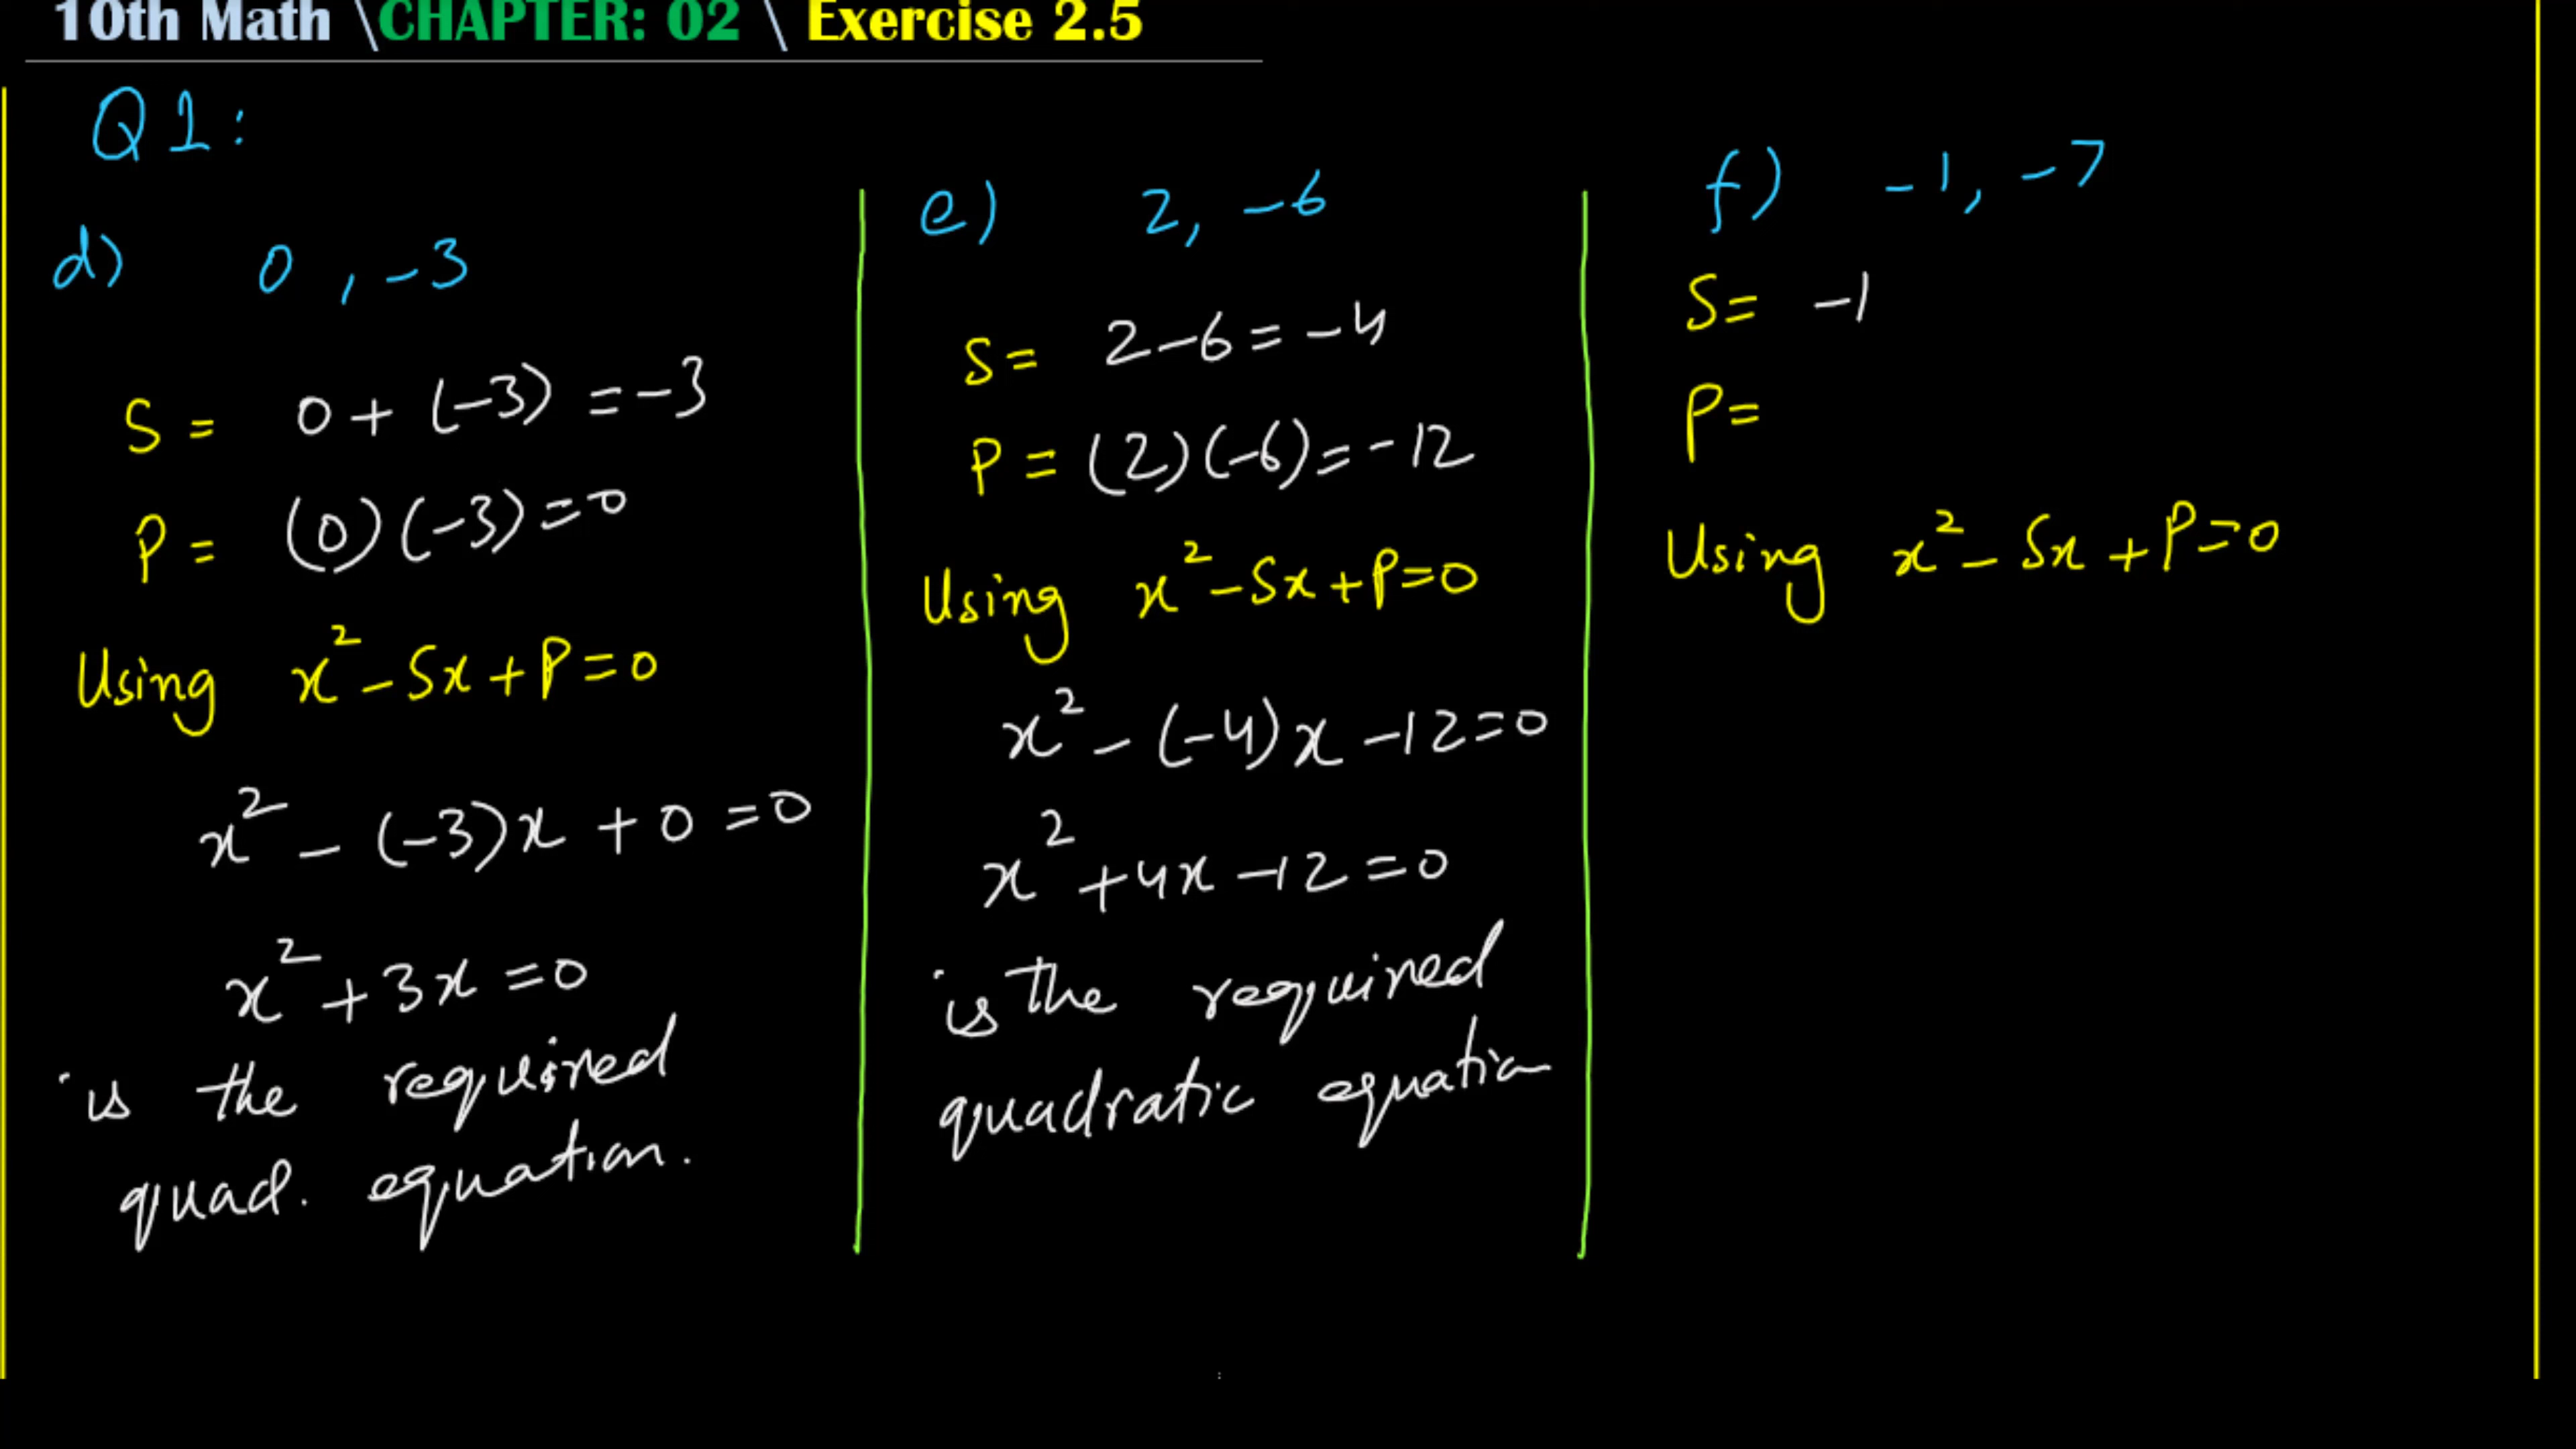 10th Math \CHAPTER: 02 \ Exercise 2.5
Q1:
d) 0, -3
S = 0 + (-3) = -3
P = (0)(-3) = 0
Using x² - Sx + P = 0
x² - (-3)x + 0 = 0
x² + 3x = 0
is the required
quad. equation.
e) 2, -6
S = 2 - 6 = -4
P = (2)(-6) = -12
Using x² - Sx + P = 0
x² - (-4)x - 12 = 0
x² + 4x - 12 = 0
is the required
quadratic equation
f) -1, -7
S = -1
P =
Using x² - Sx + P = 0